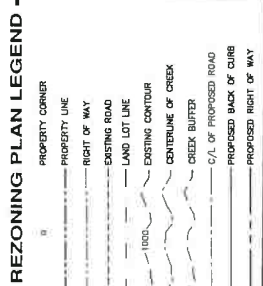 REZONING PLAN LEGEND -
PROPERTY CORNER
PROPERTY LINE
RIGHT OF WAY
EXISTING ROAD
LAND LOT LINE
1000 EXISTING CONTOUR
CENTERLINE OF CREEK
CREEK BUFFER
C/L OF PROPOSED ROAD
PROPOSED BACK OF CURB
PROPOSED RIGHT OF WAY